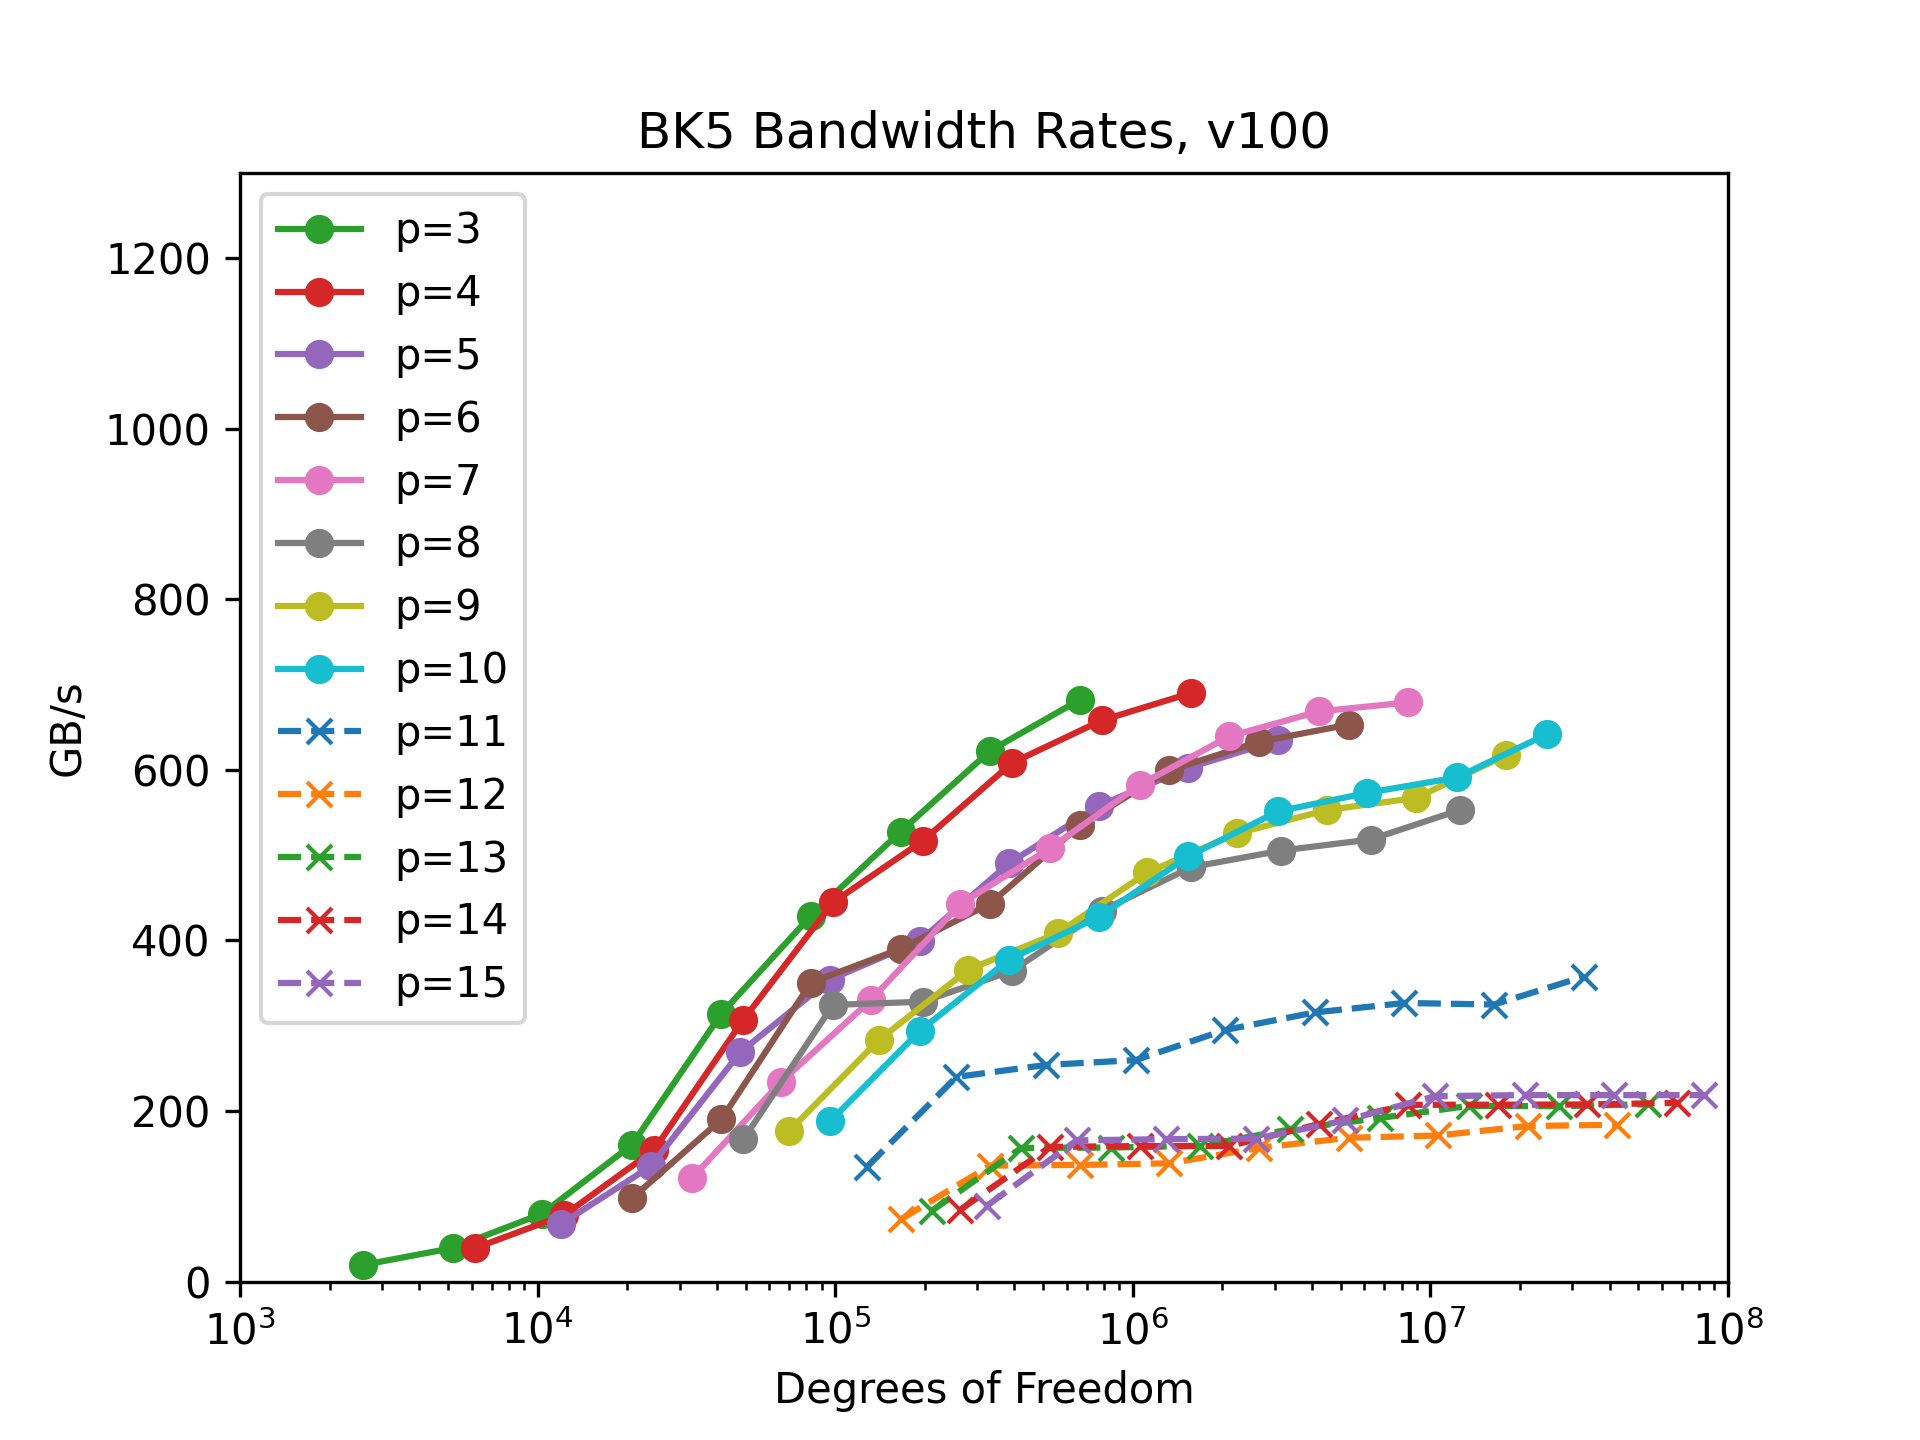 BK5 Bandwidth Rates, v100
p=3
p=4
p=5
p=6
p=7
p=8
p=9
p=10
p=11
p=12
p=13
p=14
p=15
1200
1000
800
600
400
200
0
GB/s
10³ 10⁴ 10⁵ 10⁶ 10⁷ 10⁸
Degrees of Freedom